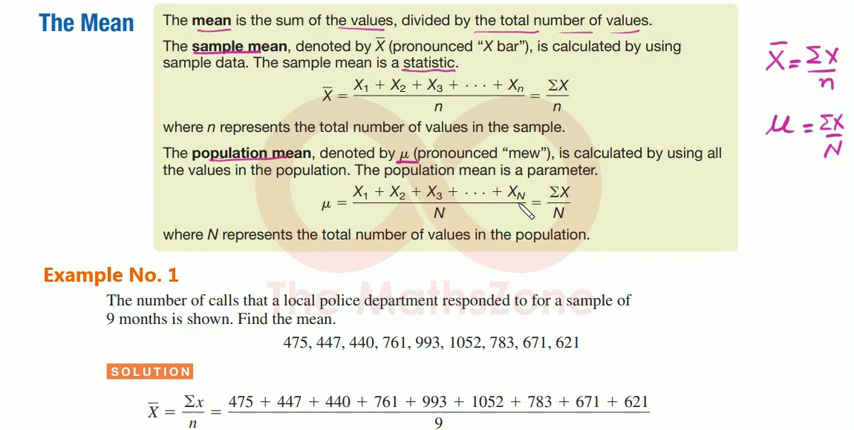 The Mean
The mean is the sum of the values, divided by the total number of values.
The sample mean, denoted by X̅ (pronounced “X bar”), is calculated by using
sample data. The sample mean is a statistic.
X̅ = (X₁ + X₂ + X₃ + · · · + Xₙ)/n = ΣX/n
where n represents the total number of values in the sample.
The population mean, denoted by μ (pronounced “mew”), is calculated by using all
the values in the population. The population mean is a parameter.
μ = (X₁ + X₂ + X₃ + · · · + X_N)/N = ΣX/N
where N represents the total number of values in the population.
X̅ = ΣX/n
μ = ΣX/N
The MathsZone
Example No. 1
The number of calls that a local police department responded to for a sample of
9 months is shown. Find the mean.
475, 447, 440, 761, 993, 1052, 783, 671, 621
SOLUTION
X̅ = Σx/n = (475 + 447 + 440 + 761 + 993 + 1052 + 783 + 671 + 621)/9